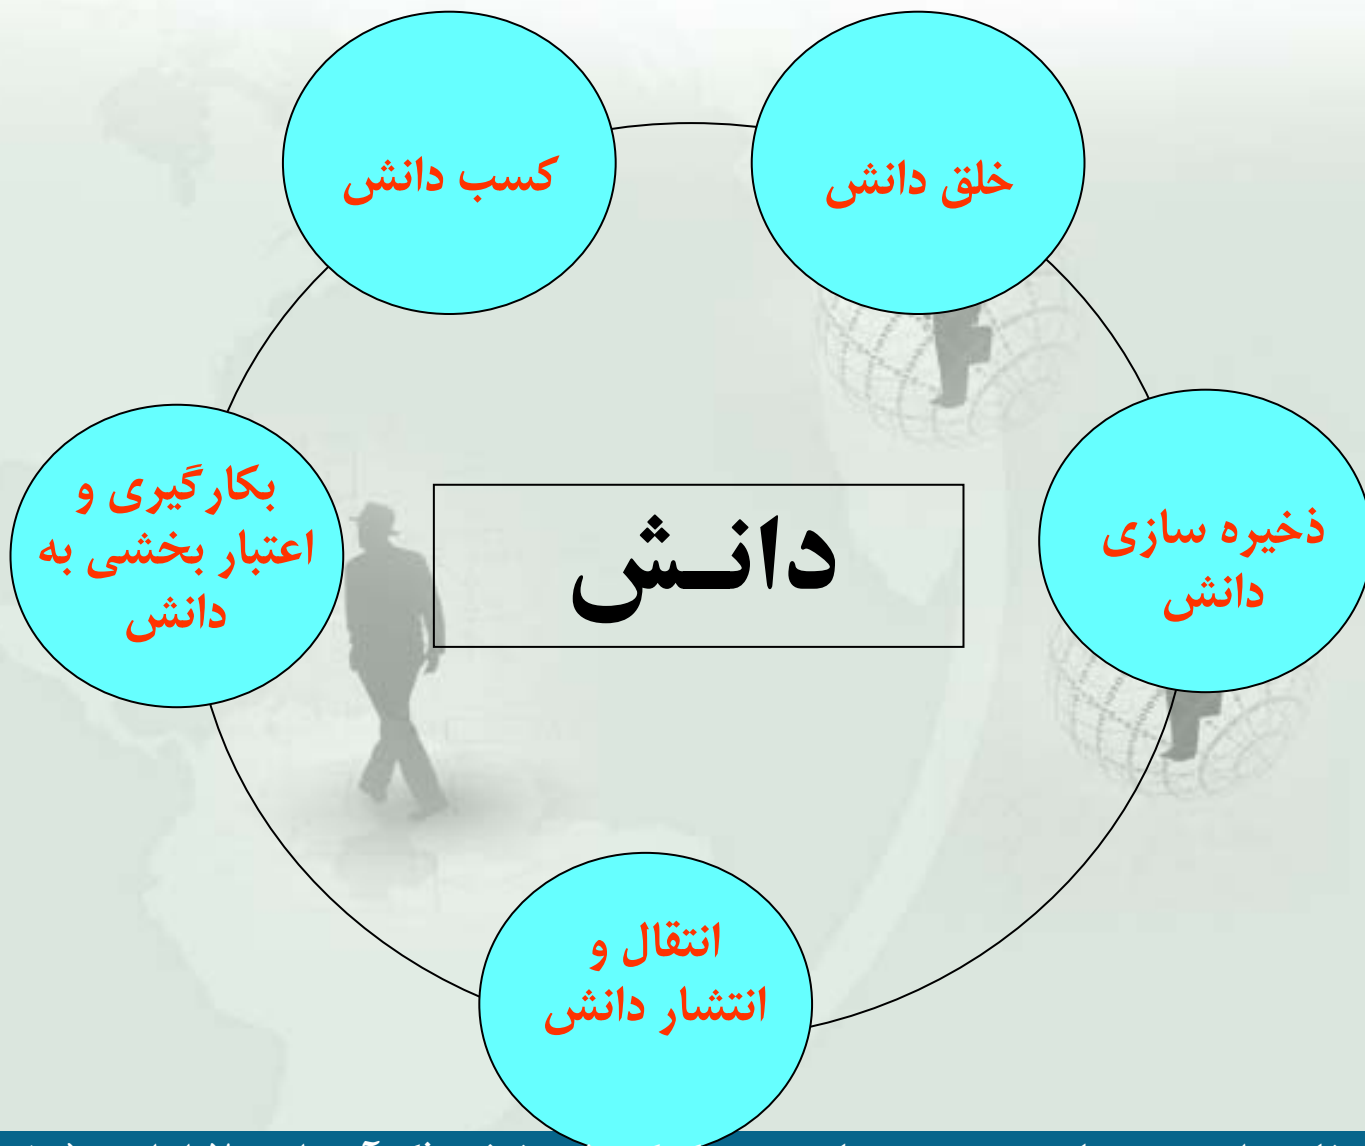 کسب دانش
خلق دانش
بکارگیری و
اعتبار بخشی به
دانش
دانـش
ذخیره سازی
دانش
انتقال و
انتشار دانش